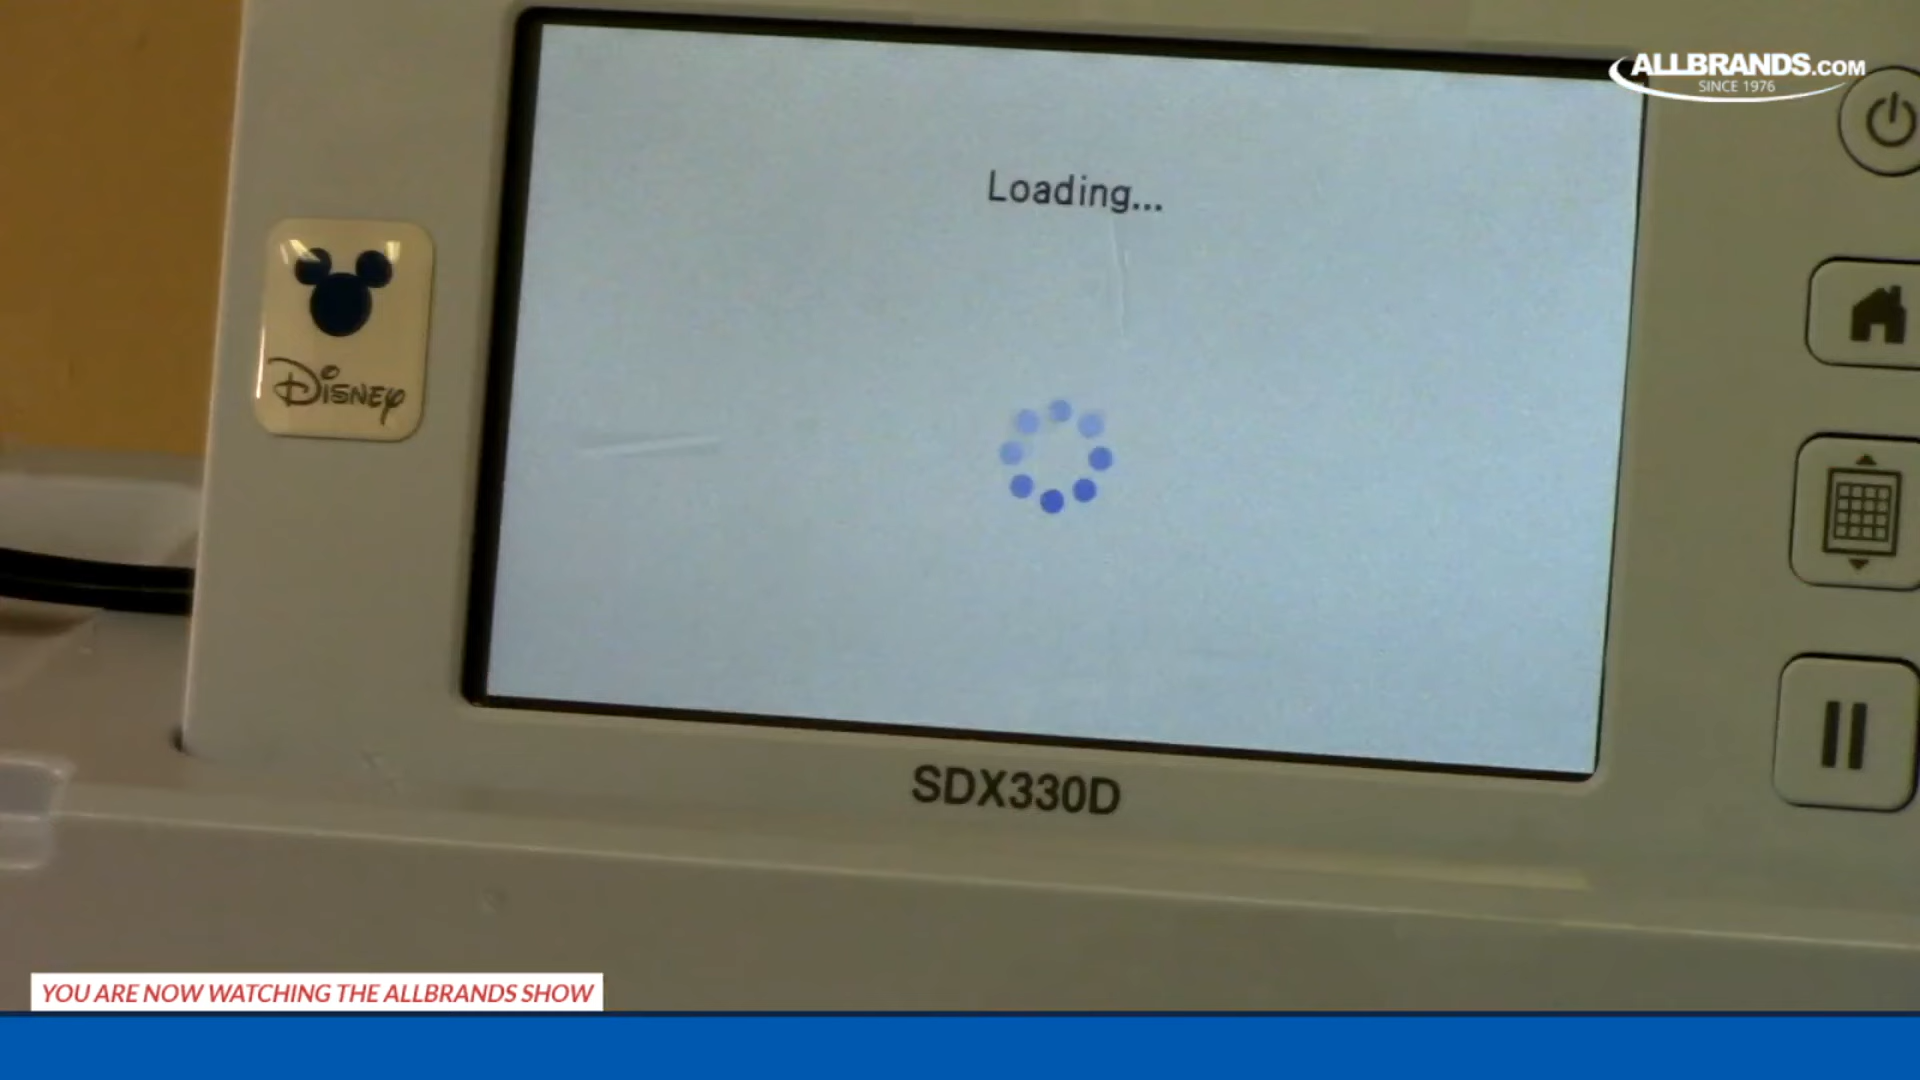 ALLBRANDS.COM
SINCE 1976
Loading...
Disney
SDX330D
YOU ARE NOW WATCHING THE ALLBRANDS SHOW